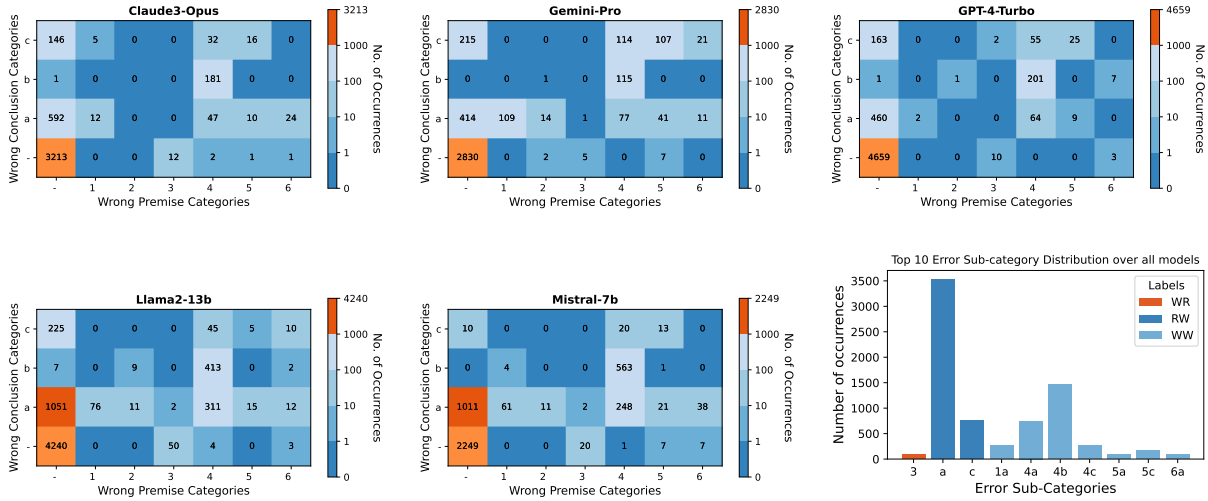 Claude3-Opus
Wrong Conclusion Categories
c 146 5 0 0 32 16 0
b 1 0 0 0 181 0 0
a 592 12 0 0 47 10 24
- 3213 0 0 12 2 1 1
- 1 2 3 4 5 6
Wrong Premise Categories
3213
1000
100
10
1
0
No. of Occurrences
Gemini-Pro
Wrong Conclusion Categories
c 215 0 0 0 114 107 21
b 0 0 1 0 115 0 0
a 414 109 14 1 77 41 11
- 2830 0 2 5 0 7 0
- 1 2 3 4 5 6
Wrong Premise Categories
2830
1000
100
10
1
0
No. of Occurrences
GPT-4-Turbo
Wrong Conclusion Categories
c 163 0 0 2 55 25 0
b 1 0 1 0 201 0 7
a 460 2 0 0 64 9 0
- 4659 0 0 10 0 0 3
- 1 2 3 4 5 6
Wrong Premise Categories
4659
1000
100
10
1
0
No. of Occurrences
Llama2-13b
Wrong Conclusion Categories
c 225 0 0 0 45 5 10
b 7 0 9 0 413 0 2
a 1051 76 11 2 311 15 12
- 4240 0 0 50 4 0 3
- 1 2 3 4 5 6
Wrong Premise Categories
4240
1000
100
10
1
0
No. of Occurrences
Mistral-7b
Wrong Conclusion Categories
c 10 0 0 0 20 13 0
b 0 4 0 0 563 1 0
a 1011 61 11 2 248 21 38
- 2249 0 0 20 1 7 7
- 1 2 3 4 5 6
Wrong Premise Categories
2249
1000
100
10
1
0
No. of Occurrences
Top 10 Error Sub-category Distribution over all models
Number of occurrences
3500
3000
2500
2000
1500
1000
500
0
Labels
WR
RW
WW
3 a c 1a 4a 4b 4c 5a 5c 6a
Error Sub-Categories